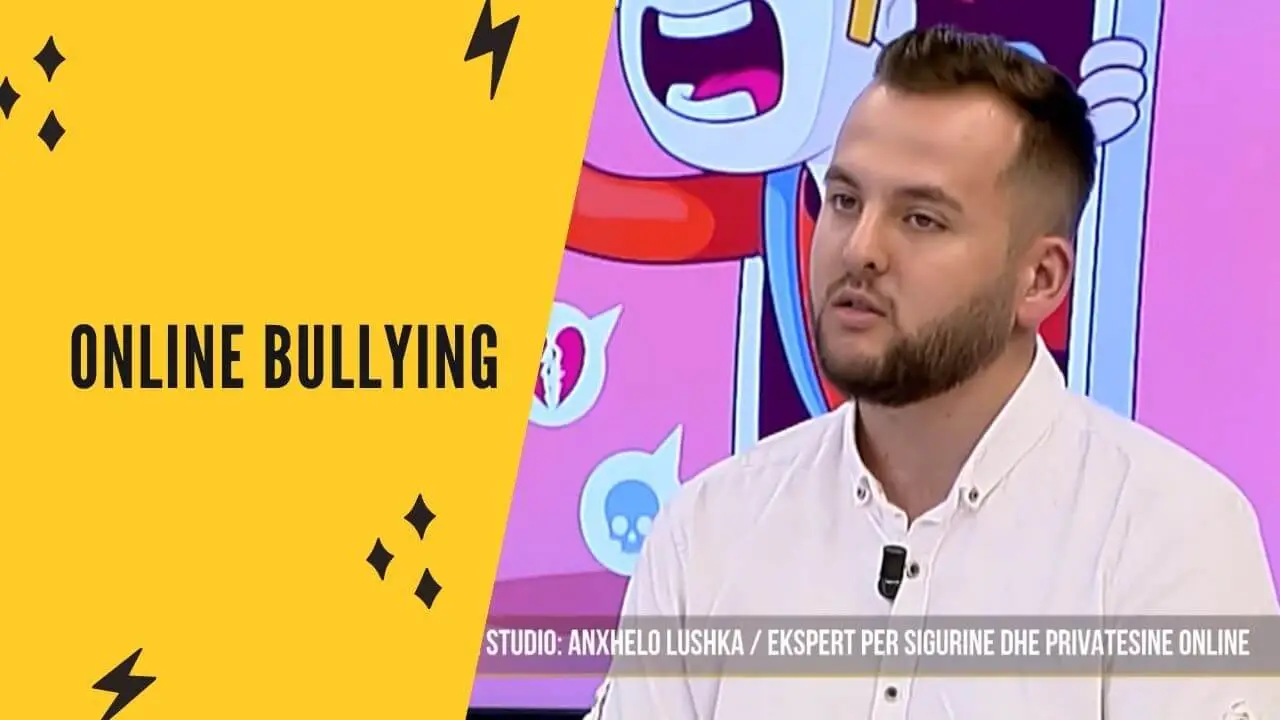 ONLINE BULLYING
STUDIO: ANXHELO LUSHKA / EKSPERT PER SIGURINE DHE PRIVATESINE ONLINE